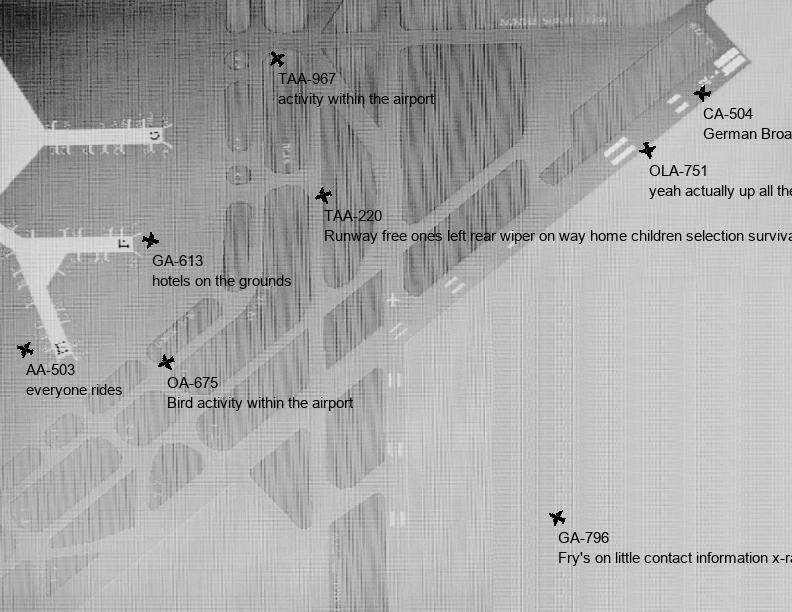 TAA-967
activity within the airport
CA-504
German Broa
OLA-751
yeah actually up all the
TAA-220
Runway free ones left rear wiper on way home children selection surviva
GA-613
hotels on the grounds
AA-503
everyone rides
OA-675
Bird activity within the airport
GA-796
Fry's on little contact information x-ra